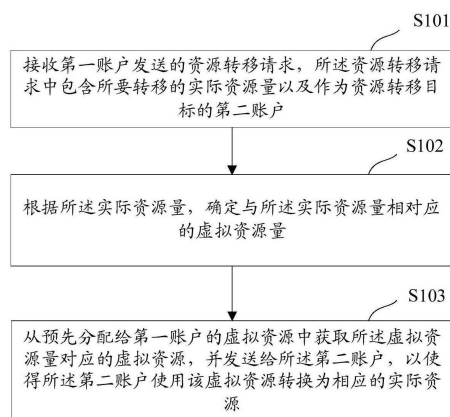 S101
接收第一账户发送的资源转移请求，所述资源转移请
求中包含所要转移的实际资源量以及作为资源转移目
标的第二账户
S102
根据所述实际资源量，确定与所述实际资源量相对应
的虚拟资源量
S103
从预先分配给第一账户的虚拟资源中获取所述虚拟资
源量对应的虚拟资源，并发送给所述第二账户，以使
得所述第二账户使用该虚拟资源转换为相应的实际资
源